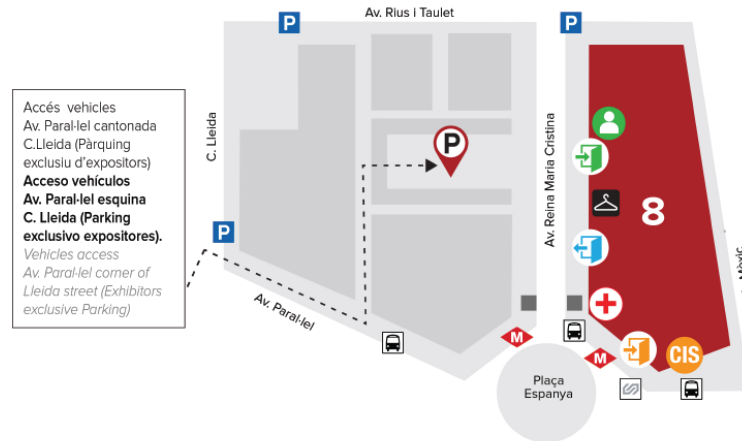 Av. Rius i Taulet
P
P
Accés vehicles
Av. Paral·lel cantonada
C.Lleida (Pàrquing
exclusiu d'expositors)
Acceso vehículos
Av. Paral·lel esquina
C. Lleida (Parking
exclusivo expositores).
Vehicles access
Av. Paral·lel corner of
Lleida street (Exhibitors
exclusive Parking)
C. Lleida
P
Av. Reina Maria Cristina
8
P
Av. Paral·lel
M
M
CIS
Plaça
Espanya